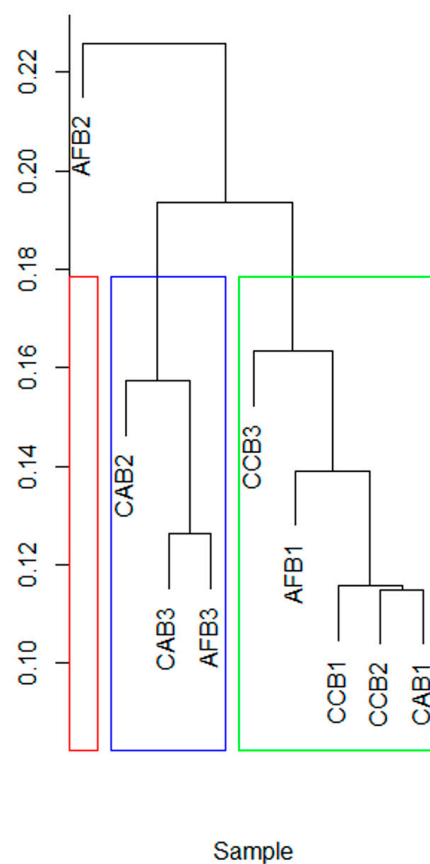 0.22
0.20
0.18
0.16
0.14
0.12
0.10
AFB2
CAB2
CAB3
AFB3
CCB3
AFB1
CCB1
CCB2
CAB1
Sample